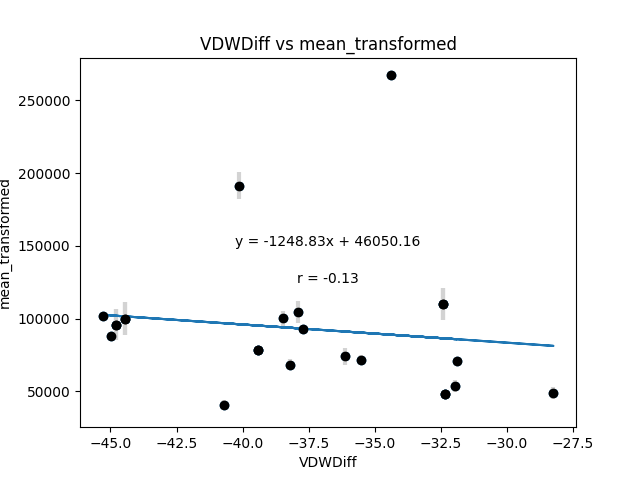 VDWDiff vs mean_transformed
mean_transformed
250000
200000
150000
100000
50000
y = -1248.83x + 46050.16
r = -0.13
−45.0 −42.5 −40.0 −37.5 −35.0 −32.5 −30.0 −27.5
VDWDiff